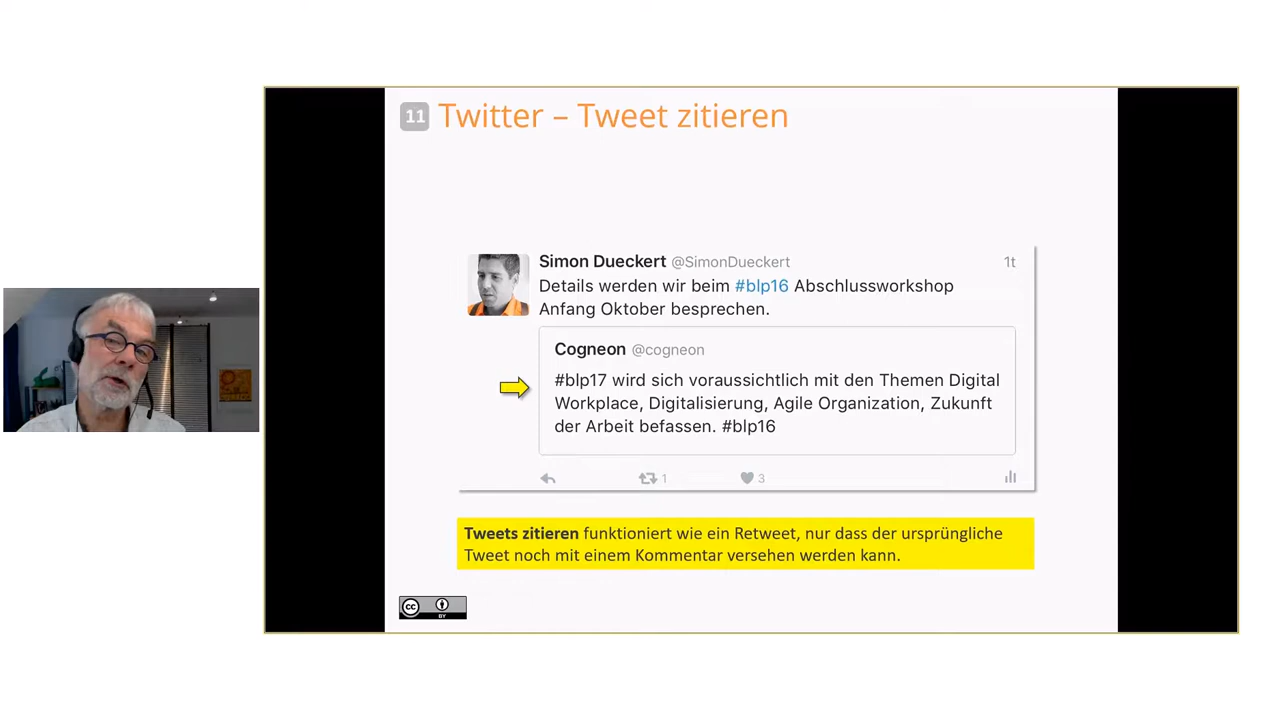 11 Twitter – Tweet zitieren
Simon Dueckert @SimonDueckert 1t
Details werden wir beim #blp16 Abschlussworkshop
Anfang Oktober besprechen.
Cogneon @cogneon
#blp17 wird sich voraussichtlich mit den Themen Digital
Workplace, Digitalisierung, Agile Organization, Zukunft
der Arbeit befassen. #blp16
1 3
Tweets zitieren funktioniert wie ein Retweet, nur dass der ursprüngliche
Tweet noch mit einem Kommentar versehen werden kann.
cc BY